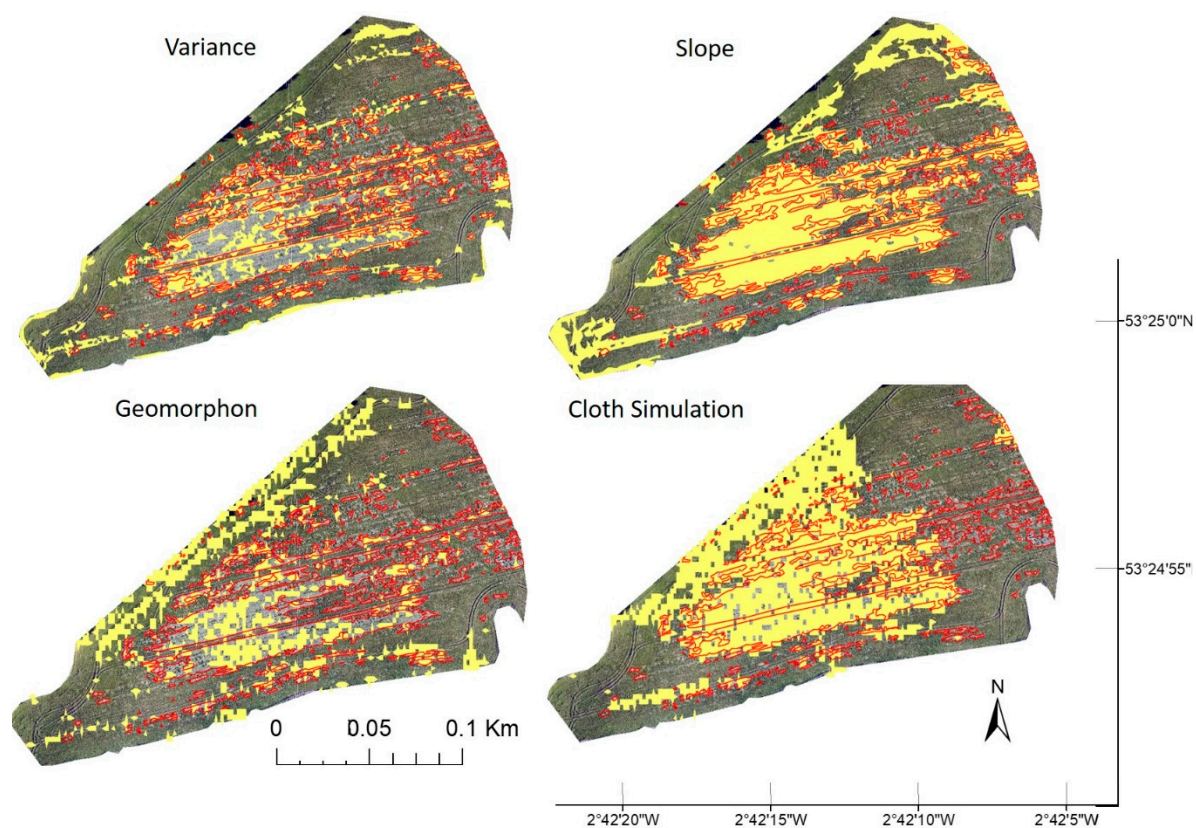 Variance
Slope
53°25'0"N
Geomorphon
Cloth Simulation
53°24'55"N
0 0.05 0.1 Km
N
2°42'20"W 2°42'15"W 2°42'10"W 2°42'5"W